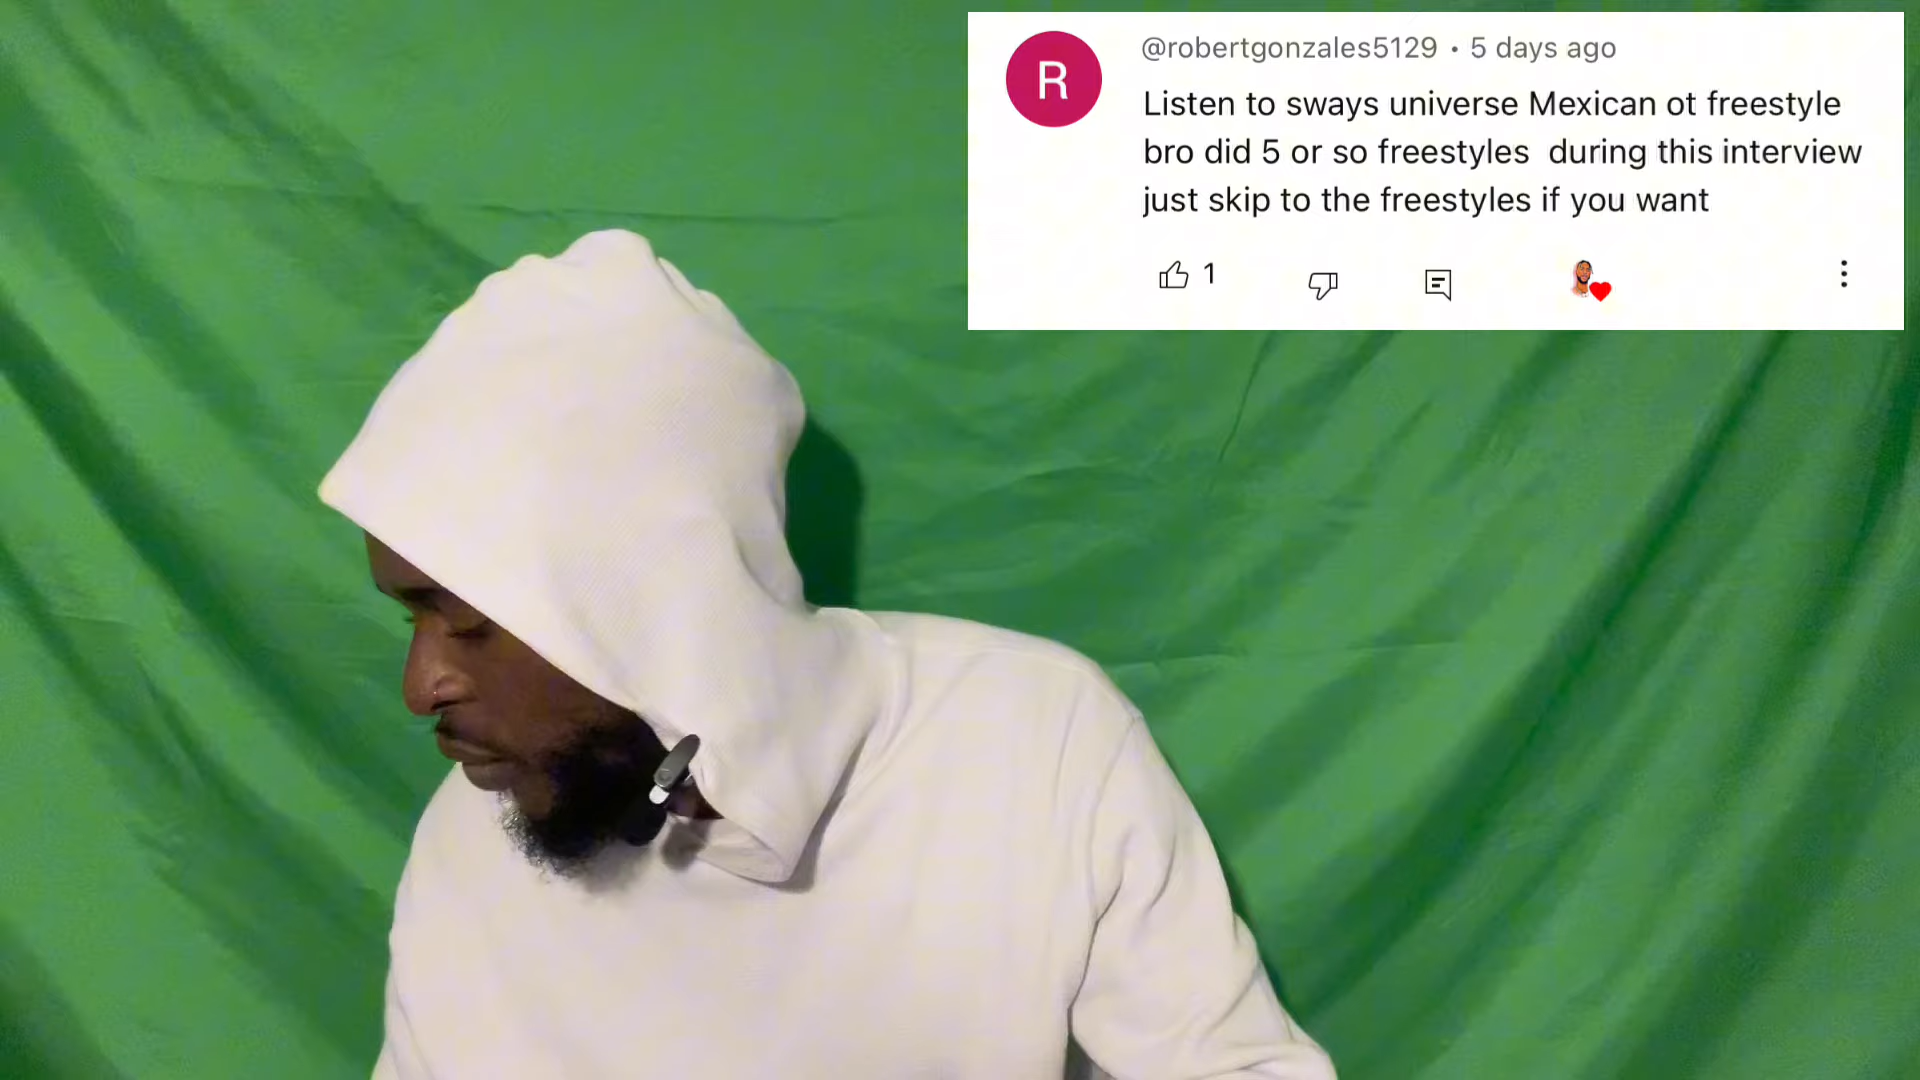 R
@robertgonzales5129 • 5 days ago
Listen to sways universe Mexican ot freestyle
bro did 5 or so freestyles  during this interview
just skip to the freestyles if you want
1